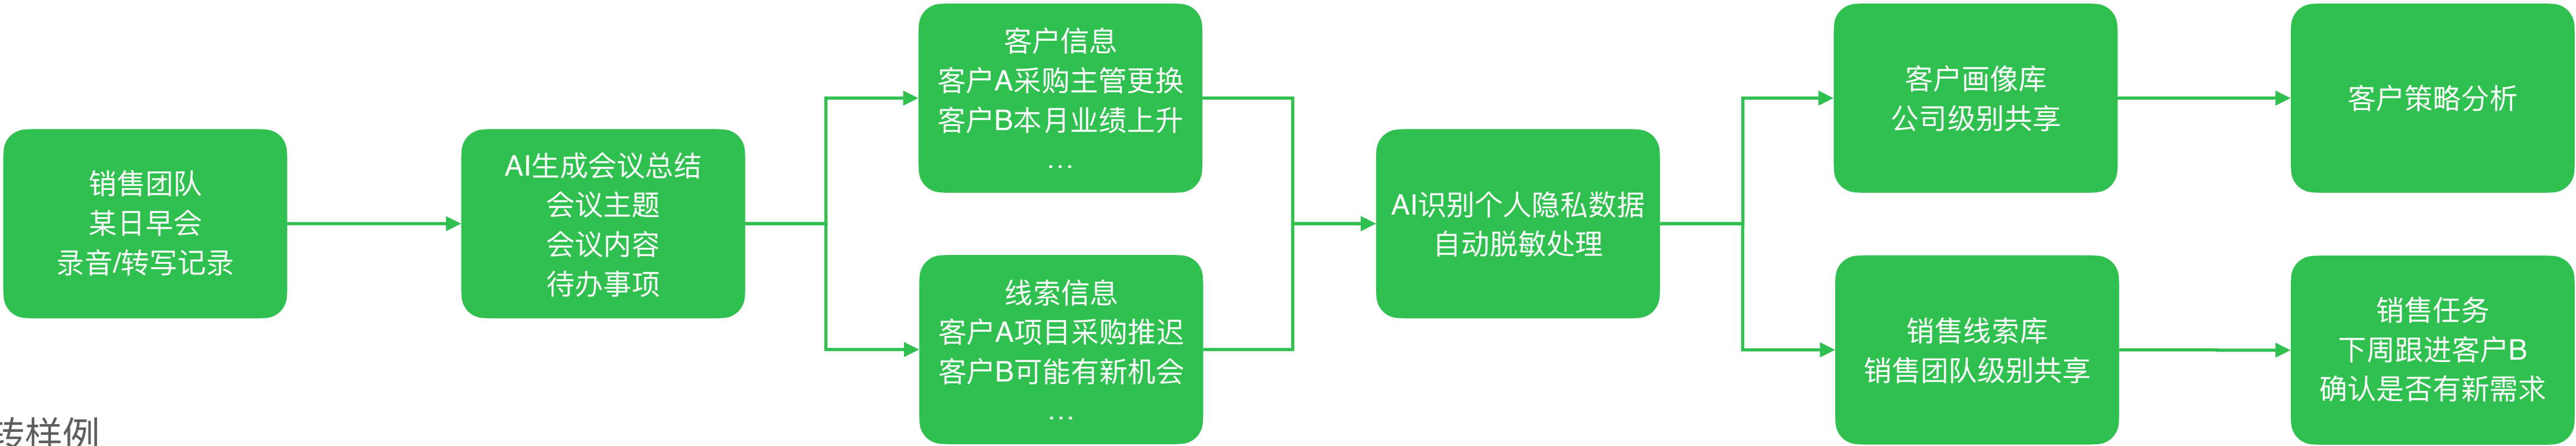 销售团队
某日早会
录音/转写记录
AI生成会议总结
会议主题
会议内容
待办事项
客户信息
客户A采购主管更换
客户B本月业绩上升
...
线索信息
客户A项目采购推迟
客户B可能有新机会
...
AI识别个人隐私数据
自动脱敏处理
客户画像库
公司级别共享
销售线索库
销售团队级别共享
客户策略分析
销售任务
下周跟进客户B
确认是否有新需求
转样例